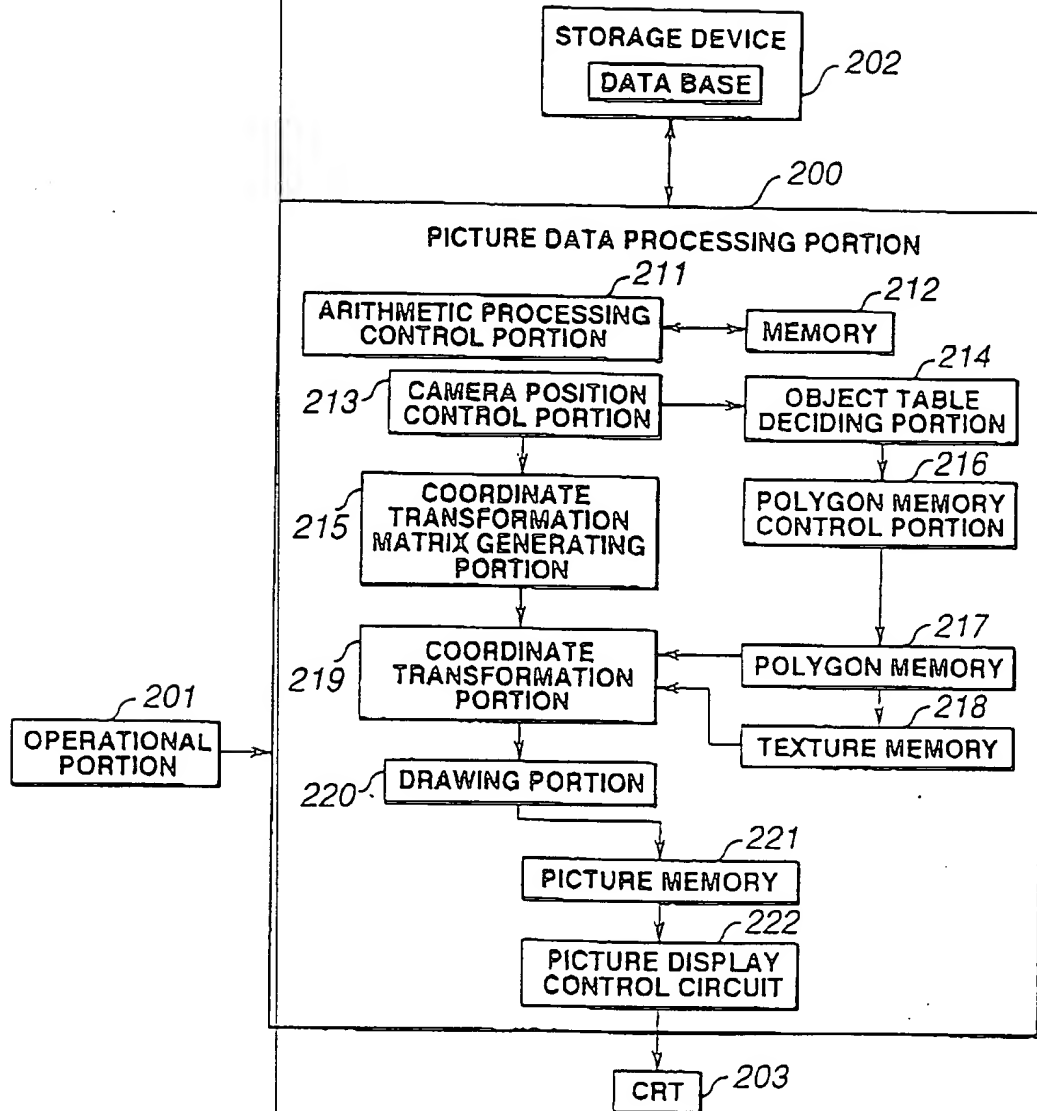 STORAGE DEVICE
DATA BASE
202
200
PICTURE DATA PROCESSING PORTION
211
ARITHMETIC PROCESSING
CONTROL PORTION
212
MEMORY
213
CAMERA POSITION
CONTROL PORTION
214
OBJECT TABLE
DECIDING PORTION
215
COORDINATE
TRANSFORMATION
MATRIX GENERATING
PORTION
216
POLYGON MEMORY
CONTROL PORTION
219
COORDINATE
TRANSFORMATION
PORTION
217
POLYGON MEMORY
218
TEXTURE MEMORY
201
OPERATIONAL
PORTION
220
DRAWING PORTION
221
PICTURE MEMORY
222
PICTURE DISPLAY
CONTROL CIRCUIT
CRT
203